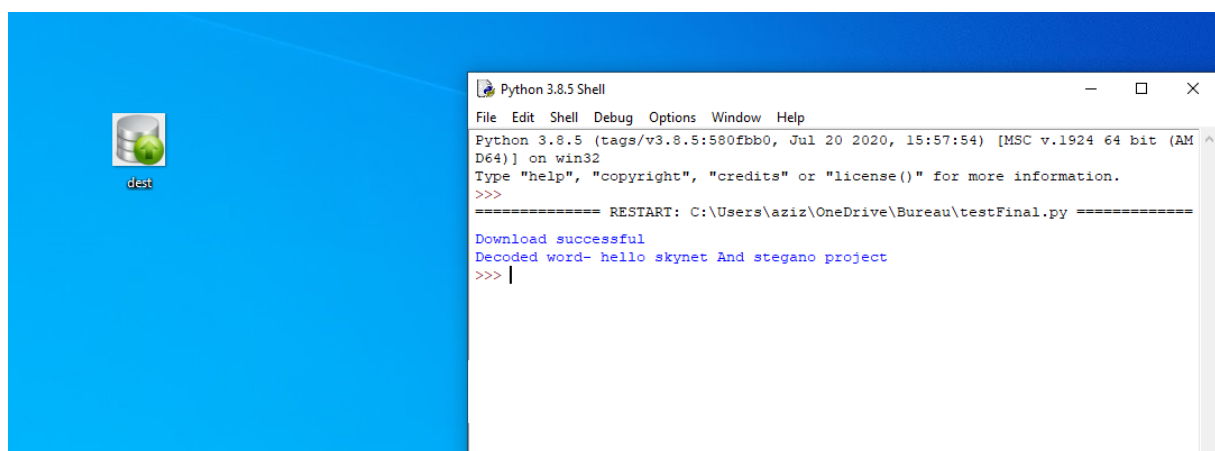 dest
Python 3.8.5 Shell
File Edit Shell Debug Options Window Help
Python 3.8.5 (tags/v3.8.5:580fbb0, Jul 20 2020, 15:57:54) [MSC v.1924 64 bit (AM
D64)] on win32
Type "help", "copyright", "credits" or "license()" for more information.
>>>
============== RESTART: C:\Users\aziz\OneDrive\Bureau\testFinal.py =============
Download successful
Decoded word- hello skynet And stegano project
>>>